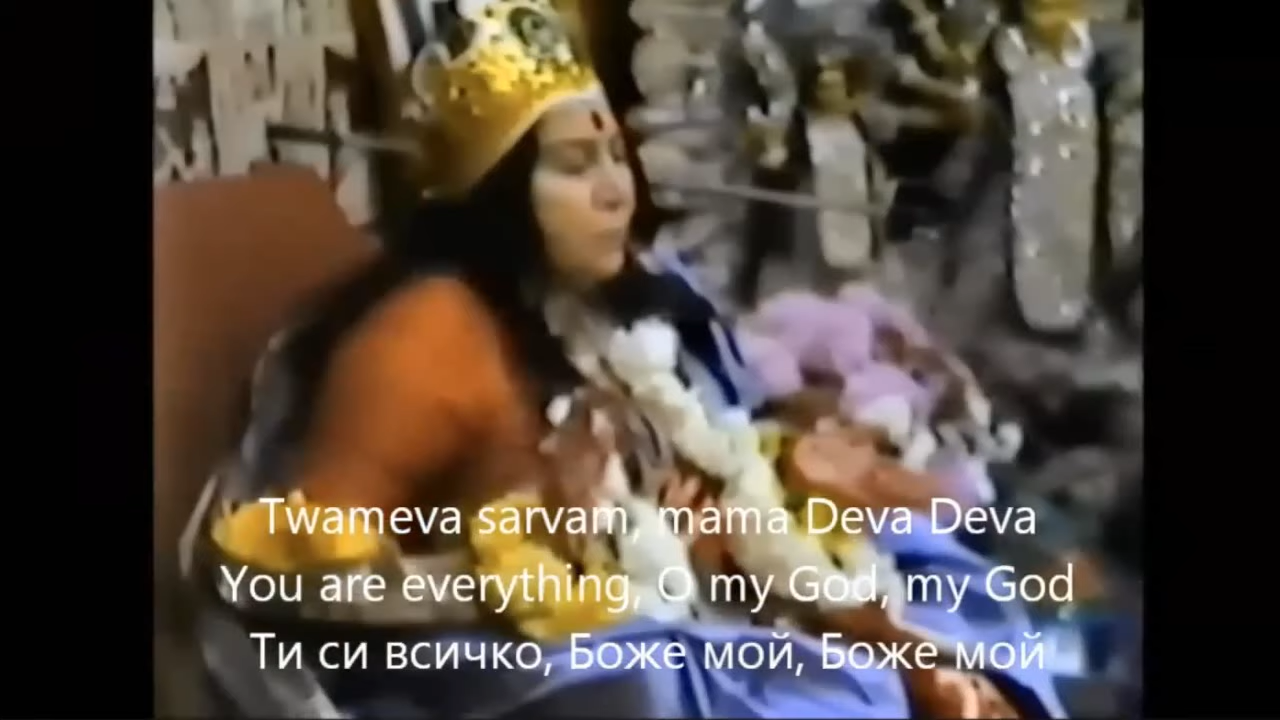 Twameva sarvam, mama Deva Deva
You are everything, O my God, my God
Ти си всичко, Боже мой, Боже мой